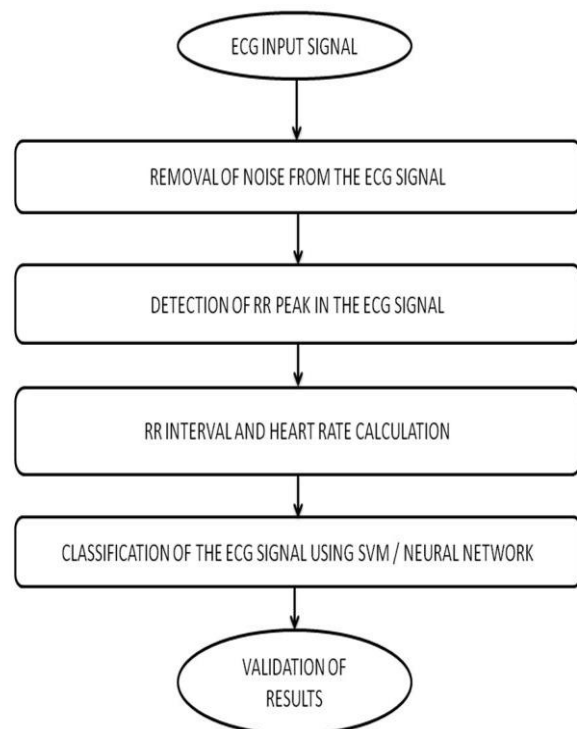 ECG INPUT SIGNAL
REMOVAL OF NOISE FROM THE ECG SIGNAL
DETECTION OF RR PEAK IN THE ECG SIGNAL
RR INTERVAL AND HEART RATE CALCULATION
CLASSIFICATION OF THE ECG SIGNAL USING SVM / NEURAL NETWORK
VALIDATION OF
RESULTS